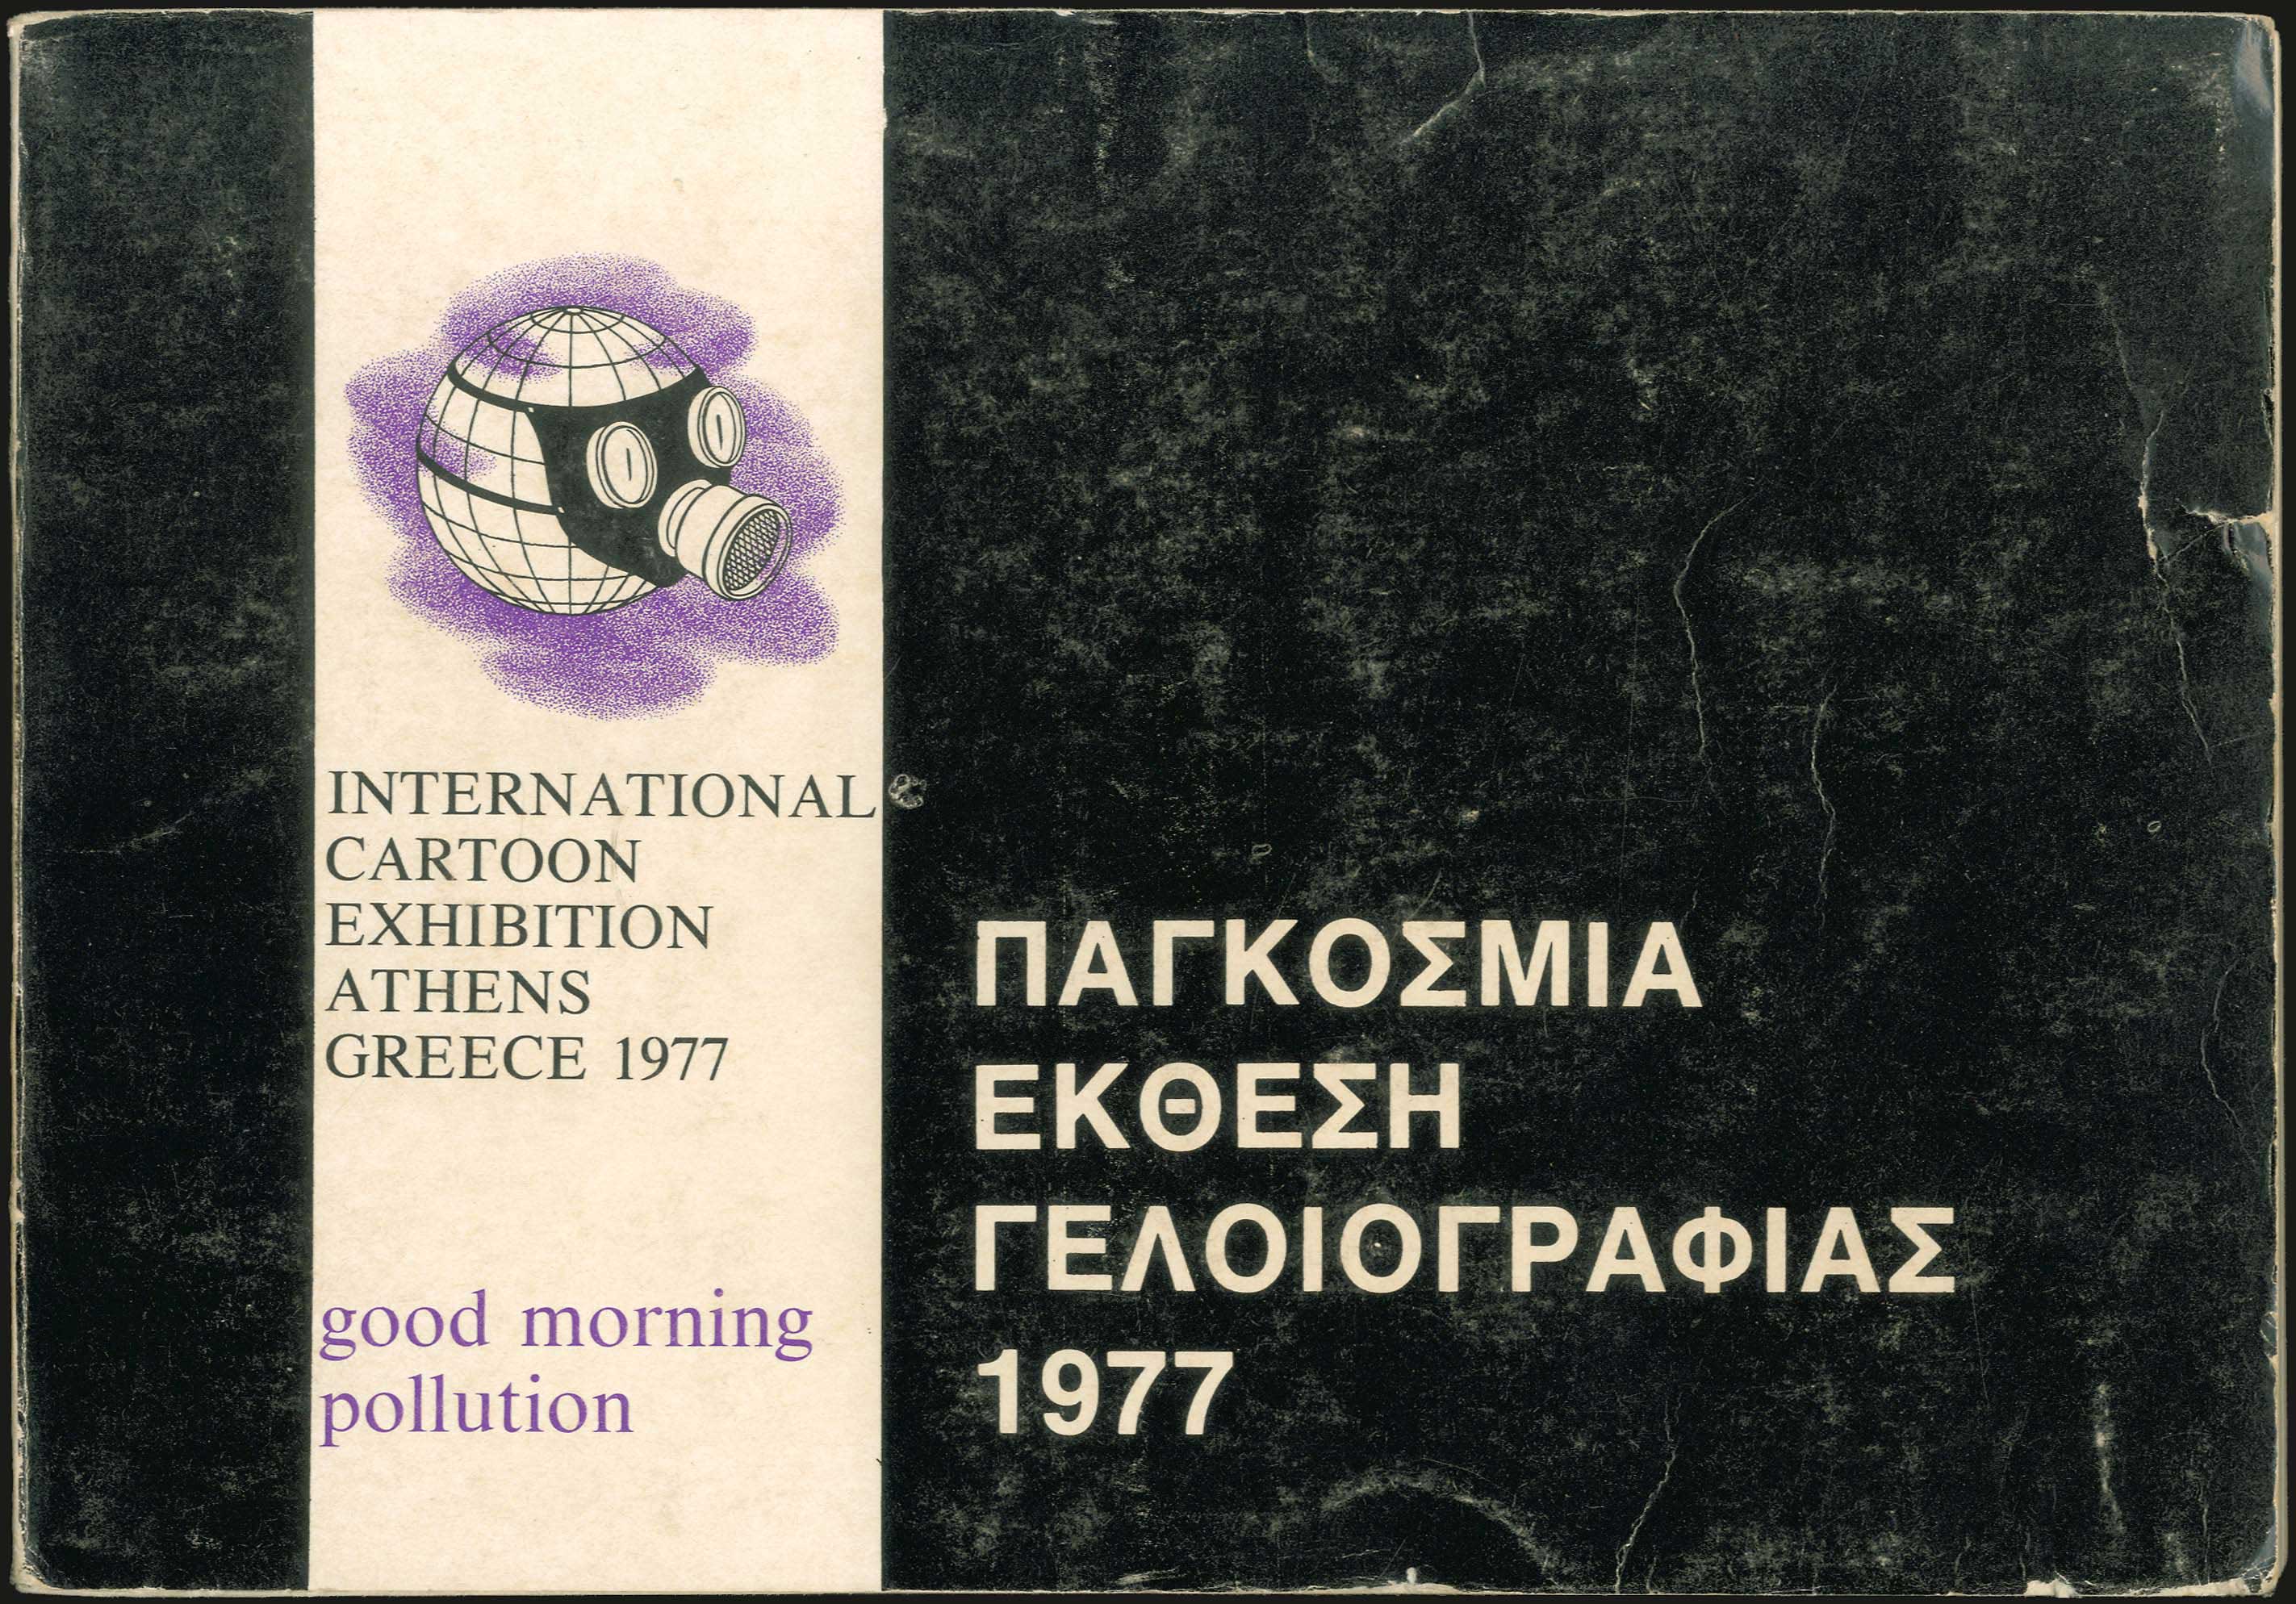 INTERNATIONAL
CARTOON
EXHIBITION
ATHENS
GREECE 1977
good morning
pollution
ΠΑΓΚΟΣΜΙΑ
ΕΚΘΕΣΗ
ΓΕΛΟΙΟΓΡΑΦΙΑΣ
1977